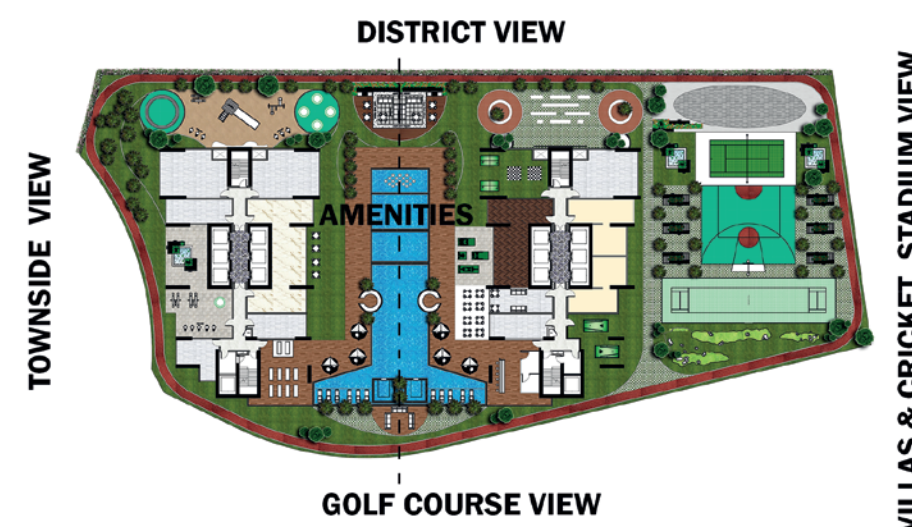 DISTRICT VIEW
TOWNSIDE VIEW
AMENITIES
VILLAS & CRICKET STADIUM VIEW
GOLF COURSE VIEW